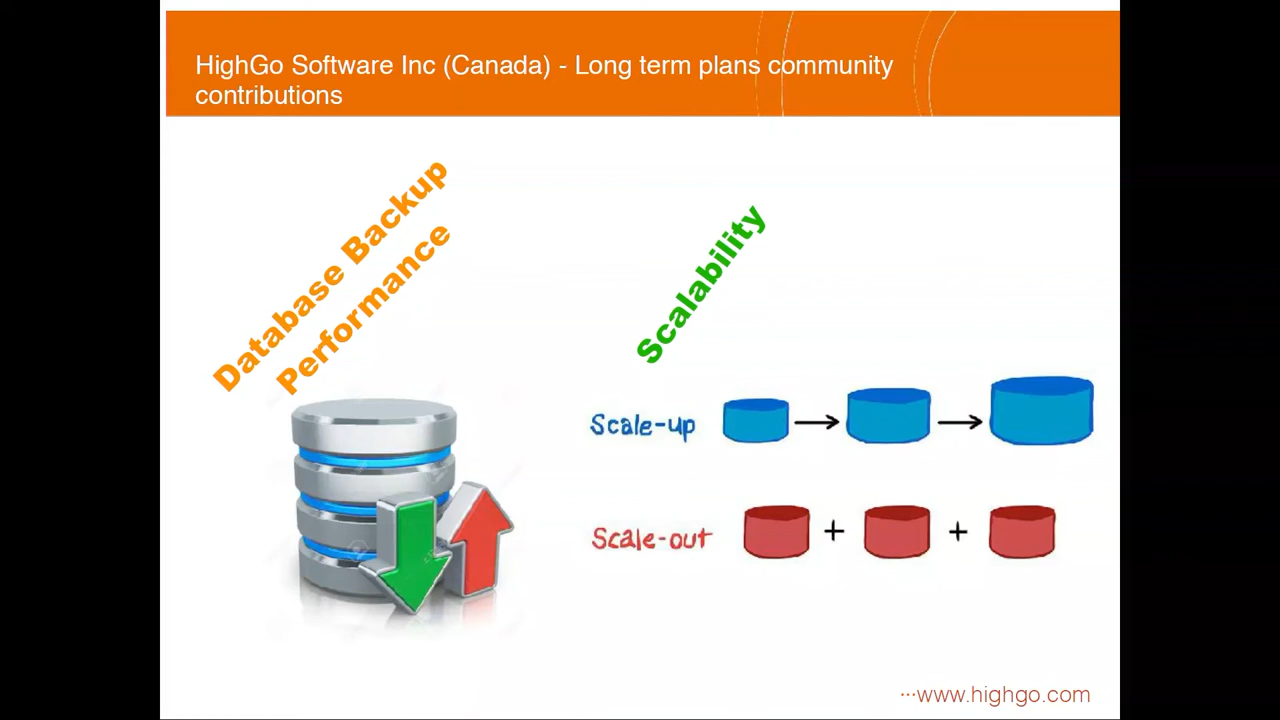 HighGo Software Inc (Canada) - Long term plans community
contributions
Database Backup
Performance
Scalability
Scale-up
Scale-out
+ +
···www.highgo.com